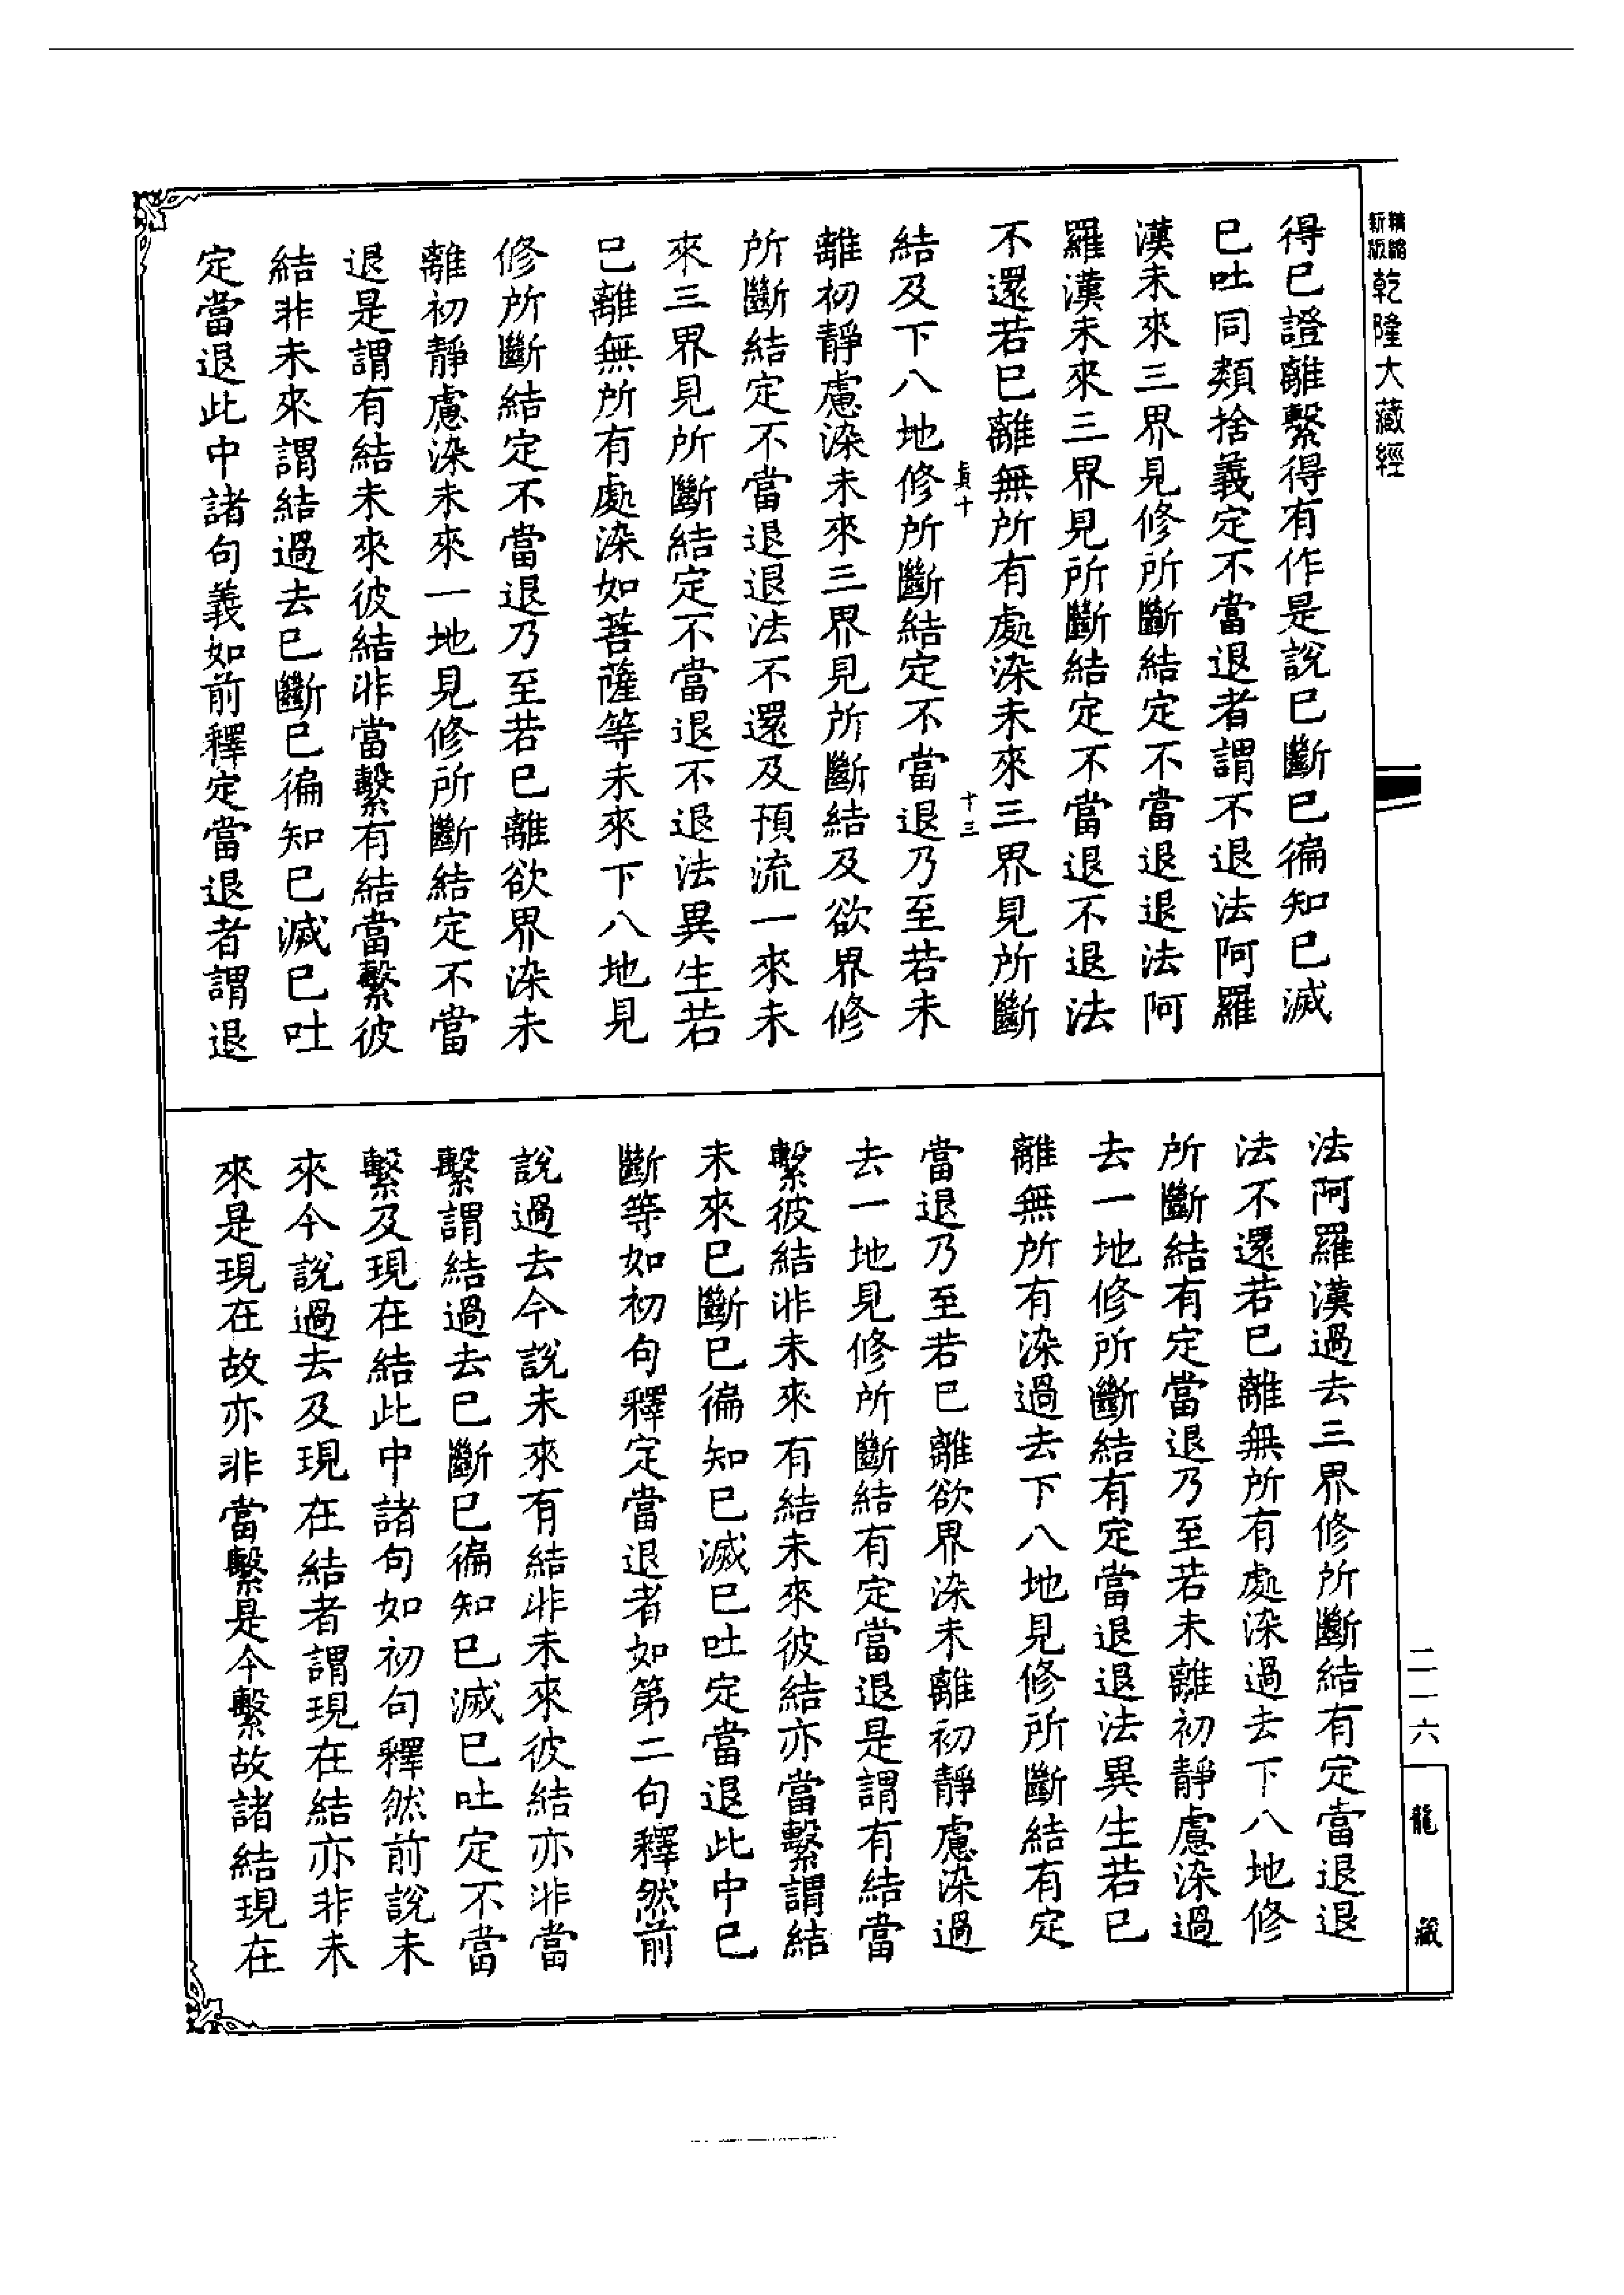 精縮新版乾隆大藏經
得已證離繫得有作是說已斷已徧知已滅
已吐同類捨義定不當退者謂不退法阿羅
漢未來三界見修所斷結定不當退退法阿
羅漢未來三界見所斷結定不當退不退法
不還若已離無所有處染未來三界見所斷
貞十
十三
結及下八地修所斷結定不當退乃至若未
離初靜慮染未來三界見所斷結及欲界修
所斷結定不當退退法不還及預流一來未
來三界見所斷結定不當退不退法異生若
已離無所有處染如菩薩等未來下八地見
修所斷結定不當退乃至若已離欲界染未
離初靜慮染未來一地見修所斷結定不當
退是謂有結未來彼結非當繫有結當繫彼
結非未來謂結過去已斷已徧知已滅已吐
定當退此中諸句義如前釋定當退者謂退
法阿羅漢過去三界修所斷結有定當退退
法不還若已離無所有處染過去下八地修
所斷結有定當退乃至若未離初靜慮染過
去一地修所斷結有定當退退法異生若已
離無所有染過去下八地見修所斷結有定
當退乃至若已離欲界染未離初靜慮染過
去一地見修所斷結有定當退是謂有結當
繫彼結非未來有結未來彼結亦當繫謂結
未來已斷已徧知已滅已吐定當退此中已
斷等如初句釋定當退者如第二句釋然前
說過去今說未來有結非未來彼結亦非當
繫謂結過去已斷已徧知已滅已吐定不當
繫及現在結此中諸句如初句釋然前說未
來今說過去及現在結者謂現在結亦非未
來是現在故亦非當繫是今繫故諸結現在
二一六
龍藏